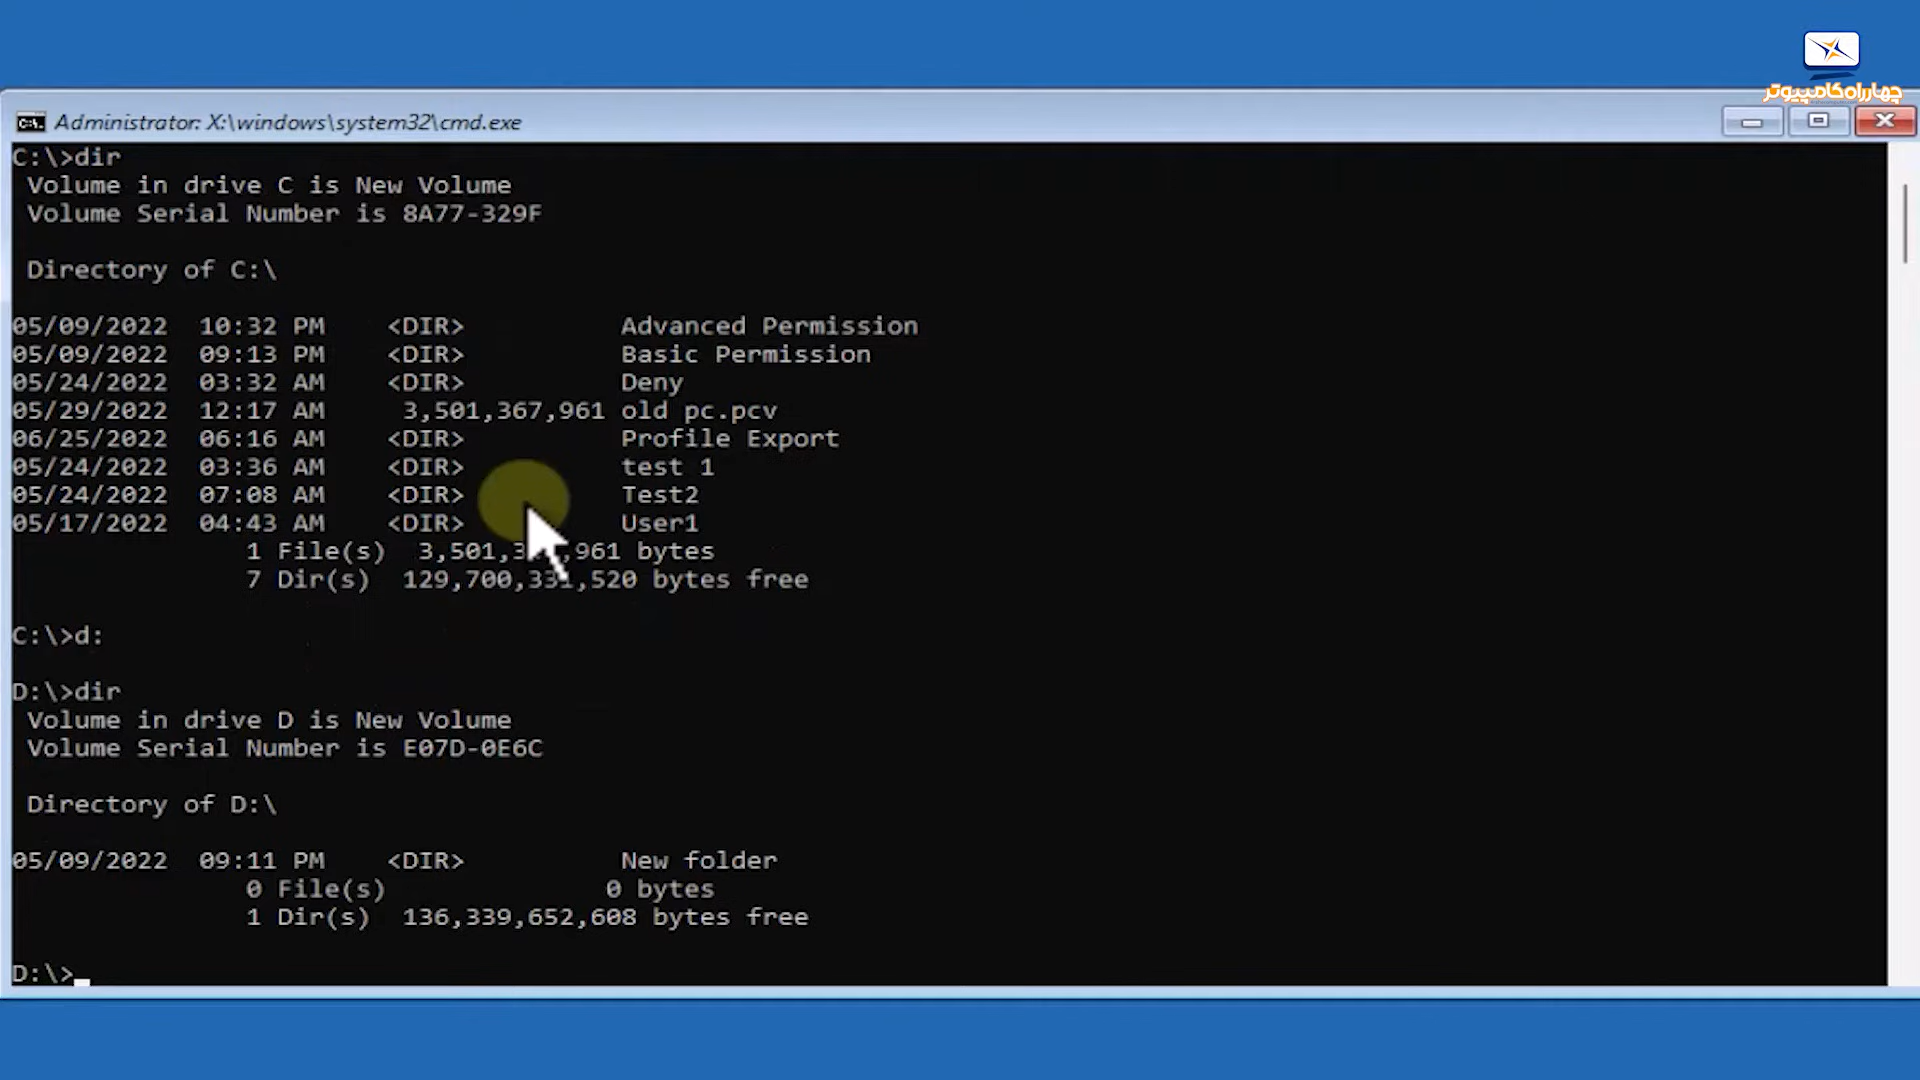 چهارراه کامپیوتر
Administrator: X:\windows\system32\cmd.exe
C:\>dir
Volume in drive C is New Volume
Volume Serial Number is 8A77-329F
Directory of C:\
05/09/2022 10:32 PM <DIR> Advanced Permission
05/09/2022 09:13 PM <DIR> Basic Permission
05/24/2022 03:32 AM <DIR> Deny
05/29/2022 12:17 AM 3,501,367,961 old pc.pcv
06/25/2022 06:16 AM <DIR> Profile Export
05/24/2022 03:36 AM <DIR> test 1
05/24/2022 07:08 AM <DIR> Test2
05/17/2022 04:43 AM <DIR> User1
1 File(s) 3,501,367,961 bytes
7 Dir(s) 129,700,331,520 bytes free
C:\>d:
D:\>dir
Volume in drive D is New Volume
Volume Serial Number is E07D-0E6C
Directory of D:\
05/09/2022 09:11 PM <DIR> New folder
0 File(s) 0 bytes
1 Dir(s) 136,339,652,608 bytes free
D:\>